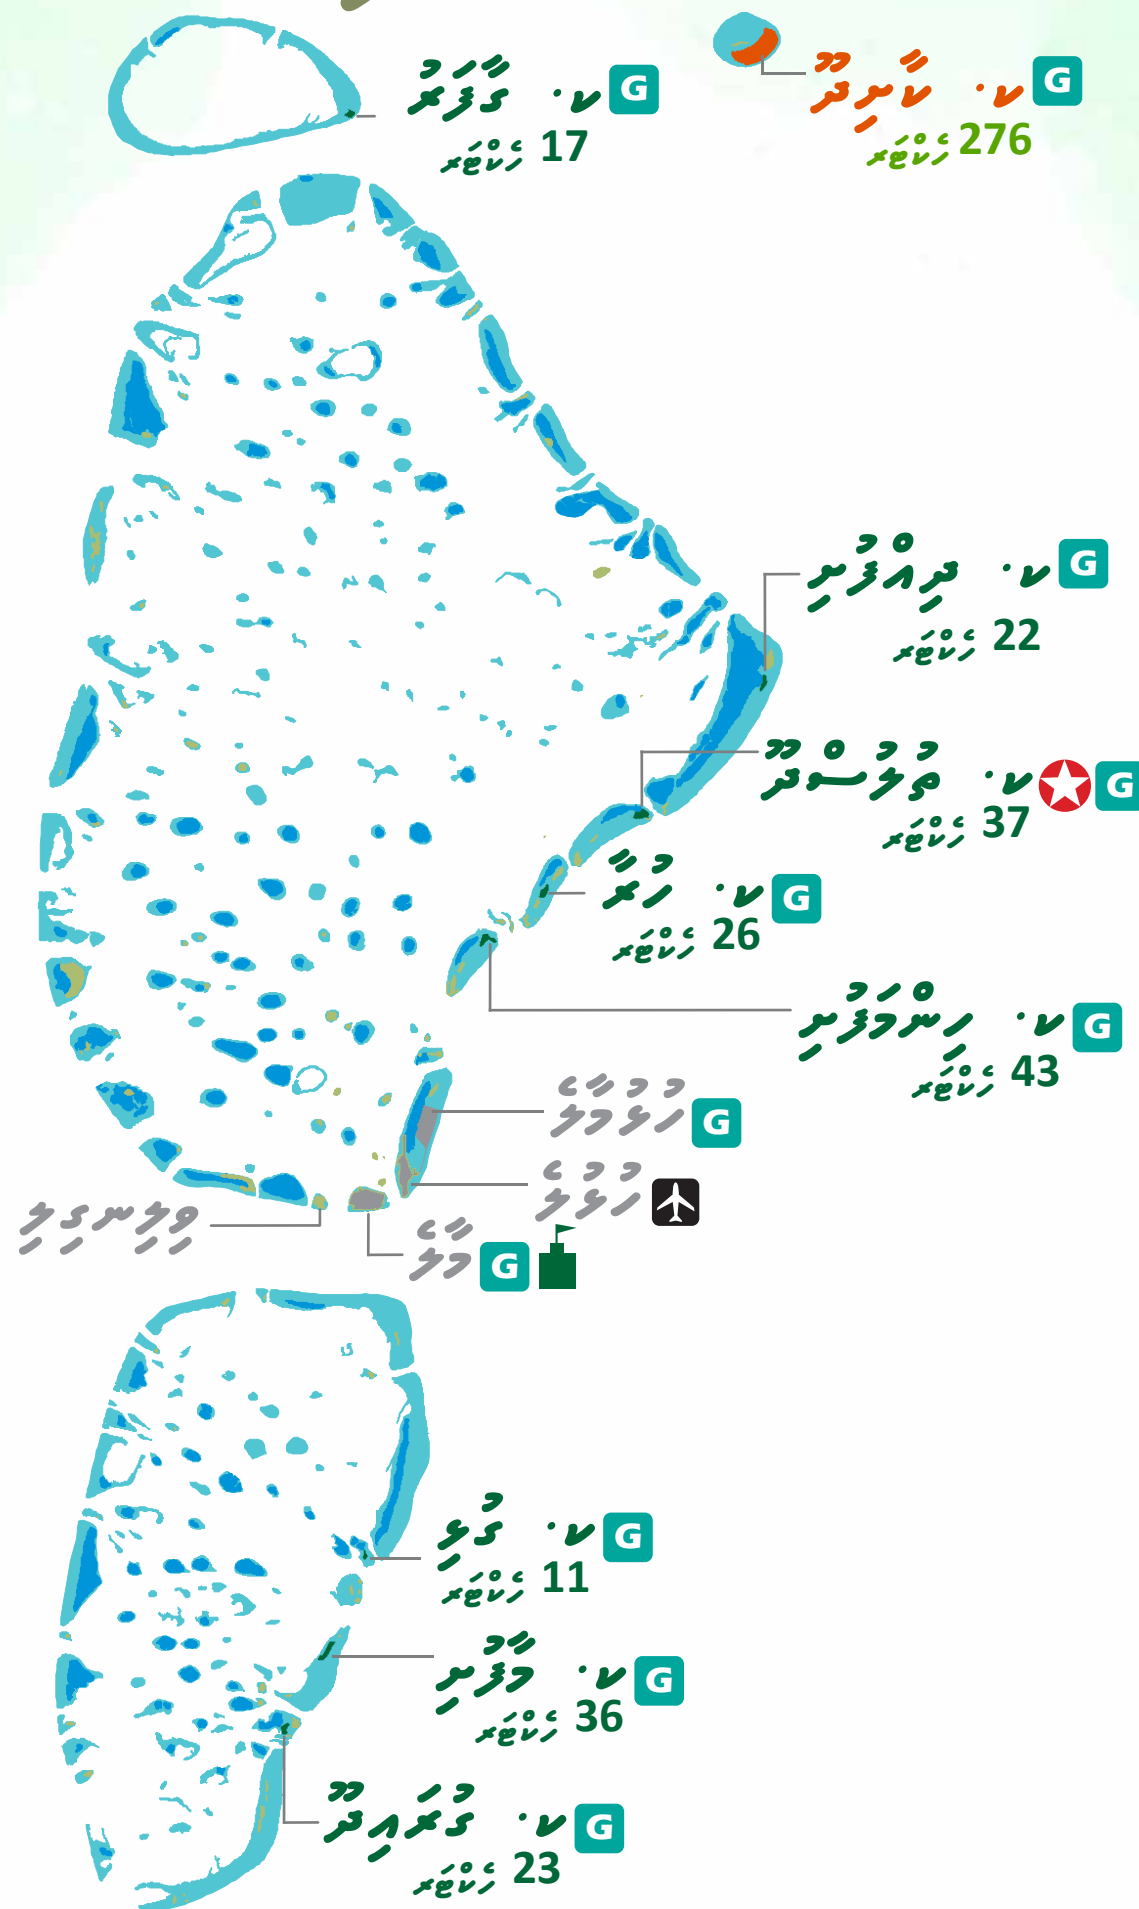 ކ. ގާފަރު G
17 ހެކްޓަރ
ކ. ކާށިދޫ G
276 ހެކްޓަރ
ކ. ދިއްފުށި G
22 ހެކްޓަރ
ކ. ތުލުސްދޫ G
37 ހެކްޓަރ
ކ. ހުރާ G
26 ހެކްޓަރ
ކ. ހިންމަފުށި G
43 ހެކްޓަރ
ހުޅުމާލެ G
ހުޅުލެ
ވިލިނގިލި
މާލެ G
ކ. ގުޅި G
11 ހެކްޓަރ
ކ. މާފުށި G
36 ހެކްޓަރ
ކ. ގުރައިދޫ G
23 ހެކްޓަރ